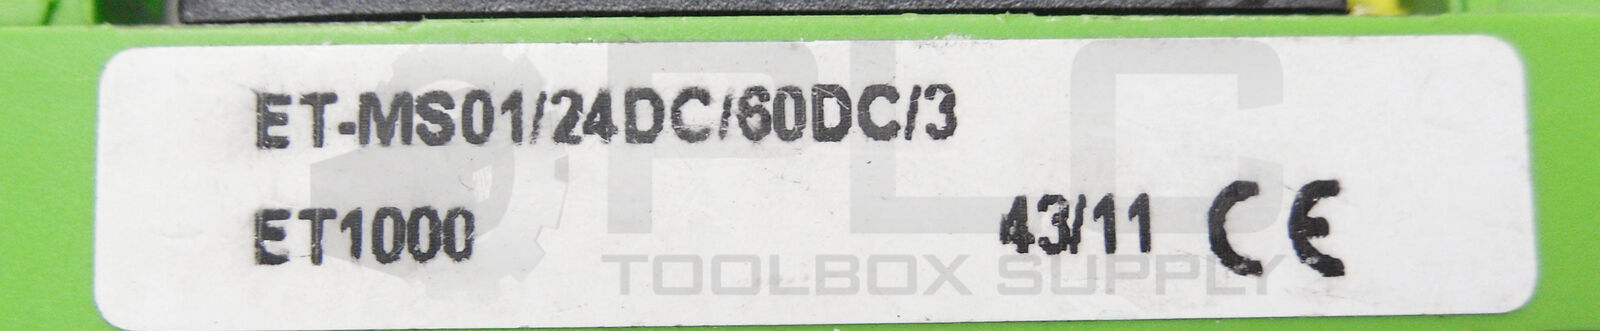 ET-MS01/24DC/60DC/3
ET1000 43/11 CE
PLC
TOOLBOX SUPPLY